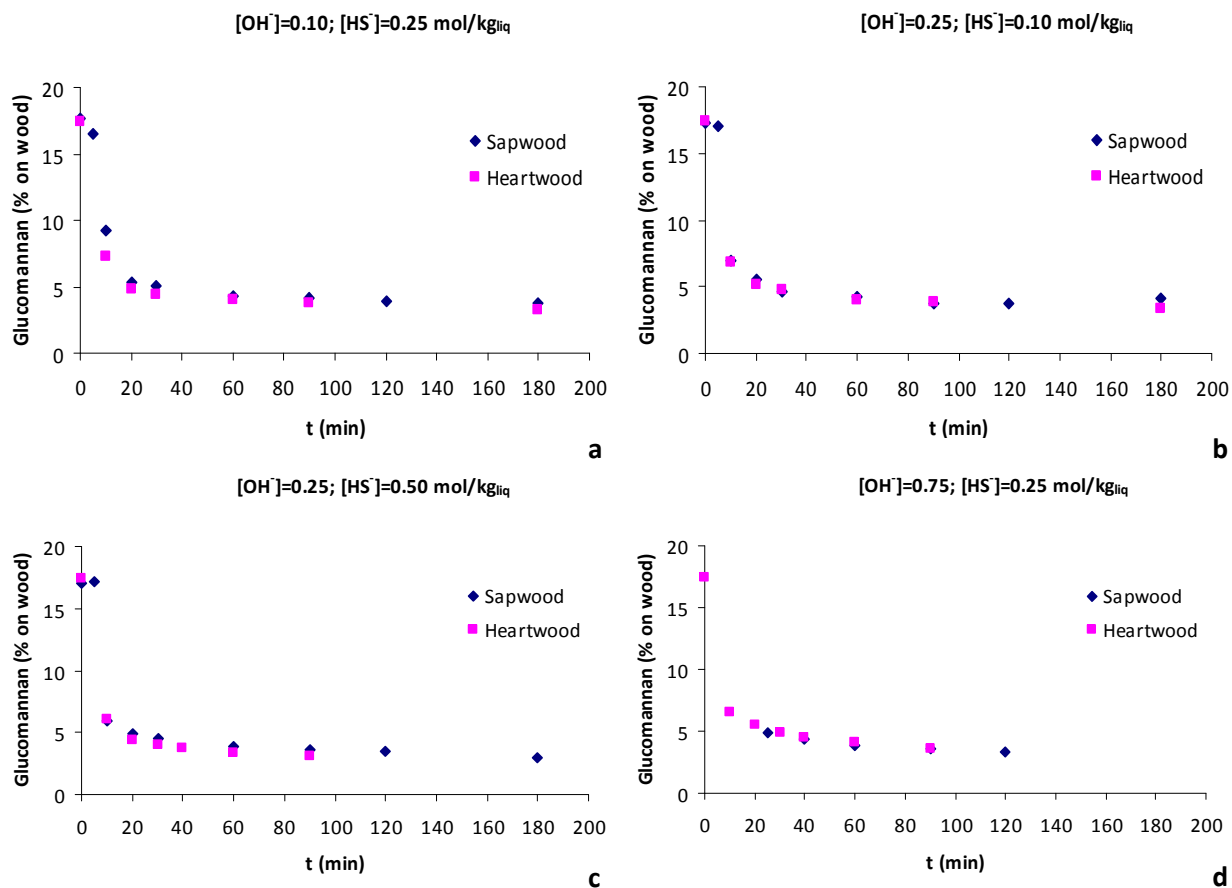 [OH⁻]=0.10; [HS⁻]=0.25 mol/kgliq
Glucomannan (% on wood)
20
15
10
5
0
Sapwood
Heartwood
0 20 40 60 80 100 120 140 160 180 200
t (min)
a
[OH⁻]=0.25; [HS⁻]=0.10 mol/kgliq
Glucomannan (% on wood)
20
15
10
5
0
Sapwood
Heartwood
0 20 40 60 80 100 120 140 160 180 200
t (min)
b
[OH⁻]=0.25; [HS⁻]=0.50 mol/kgliq
Glucomannan (% on wood)
20
15
10
5
0
Sapwood
Heartwood
0 20 40 60 80 100 120 140 160 180 200
t (min)
c
[OH⁻]=0.75; [HS⁻]=0.25 mol/kgliq
Glucomannan (% on wood)
20
15
10
5
0
Sapwood
Heartwood
0 20 40 60 80 100 120 140 160 180 200
t (min)
d